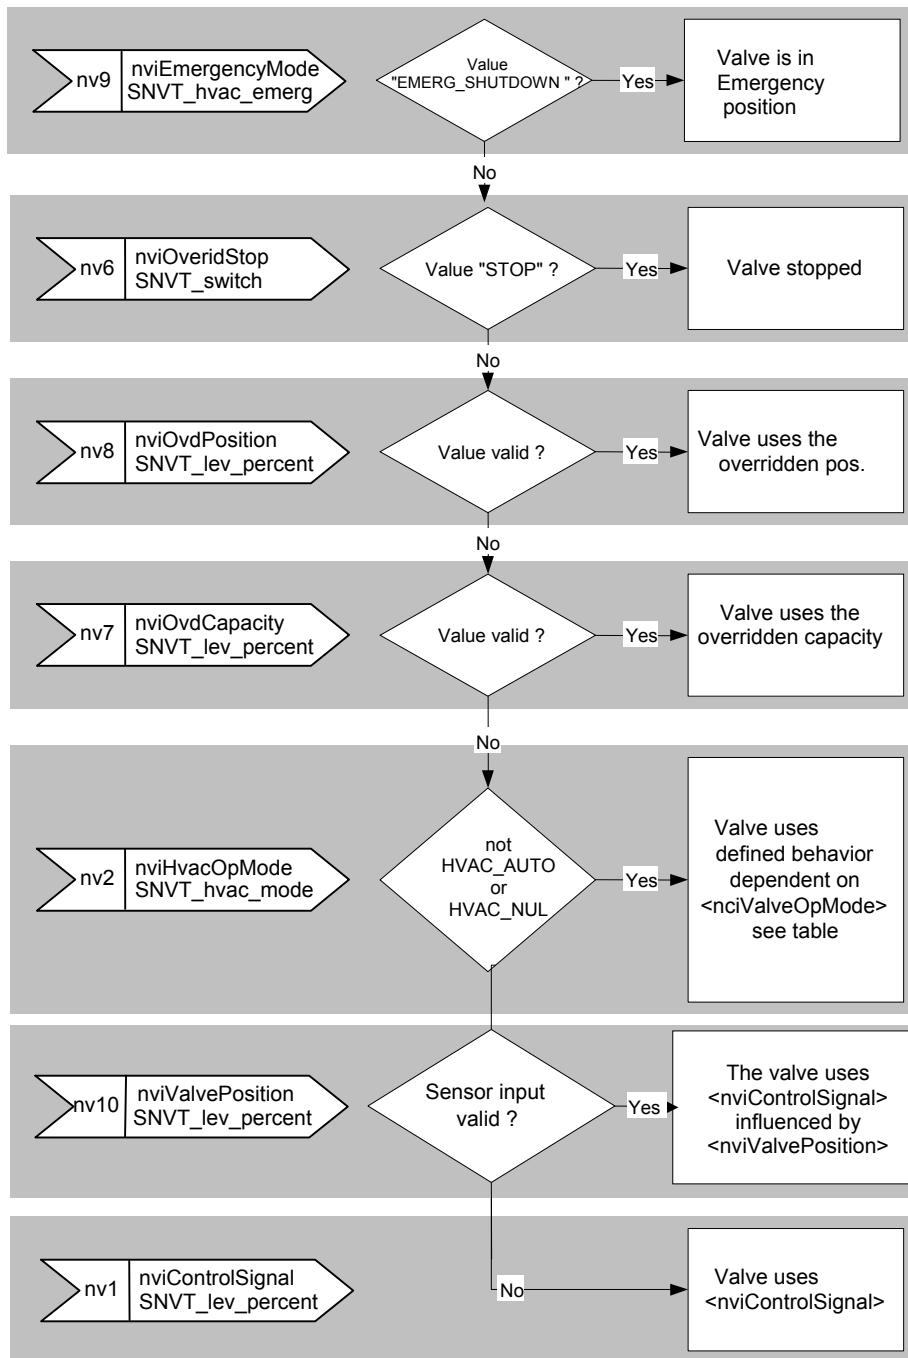 nv9
nviEmergencyMode
SNVT_hvac_emerg
Value
"EMERG_SHUTDOWN " ?
Yes
Valve is in
Emergency
position
No
nv6
nviOveridStop
SNVT_switch
Value "STOP" ?
Yes
Valve stopped
No
nv8
nviOvdPosition
SNVT_lev_percent
Value valid ?
Yes
Valve uses the
overridden pos.
No
nv7
nviOvdCapacity
SNVT_lev_percent
Value valid ?
Yes
Valve uses the
overridden capacity
No
nv2
nviHvacOpMode
SNVT_hvac_mode
not
HVAC_AUTO
or
HVAC_NUL
Yes
Valve uses
defined behavior
dependent on
<nciValveOpMode>
see table
nv10
nviValvePosition
SNVT_lev_percent
Sensor input
valid ?
Yes
The valve uses
<nviControlSignal>
influenced by
<nviValvePosition>
nv1
nviControlSignal
SNVT_lev_percent
No
Valve uses
<nviControlSignal>